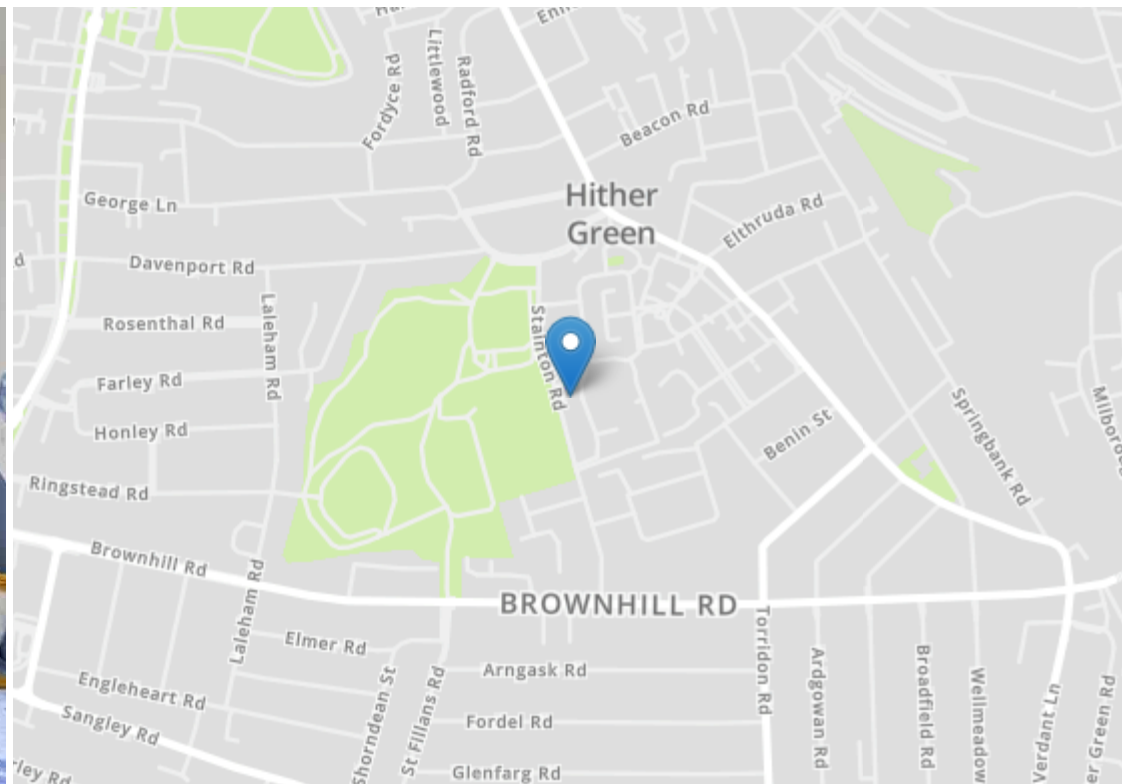 Fordyce Rd
Littlewood
Radford Rd
Beacon Rd
George Ln
Hither
Green
Elthruda Rd
Davenport Rd
Laleham Rd
Rosenthal Rd
Stainton Rd
Farley Rd
Honley Rd
Benin St
Springbank Rd
Ringstead Rd
Brownhill Rd
BROWNHILL RD
Laleham Rd
Elmer Rd
Torridon Rd
Arngask Rd
Ardgowan Rd
Broadfield Rd
Wellmeadow
Verdant Ln
Engleheart Rd
Thorndean St
St Fillans Rd
Sangley Rd
Fordel Rd
Glenfarg Rd